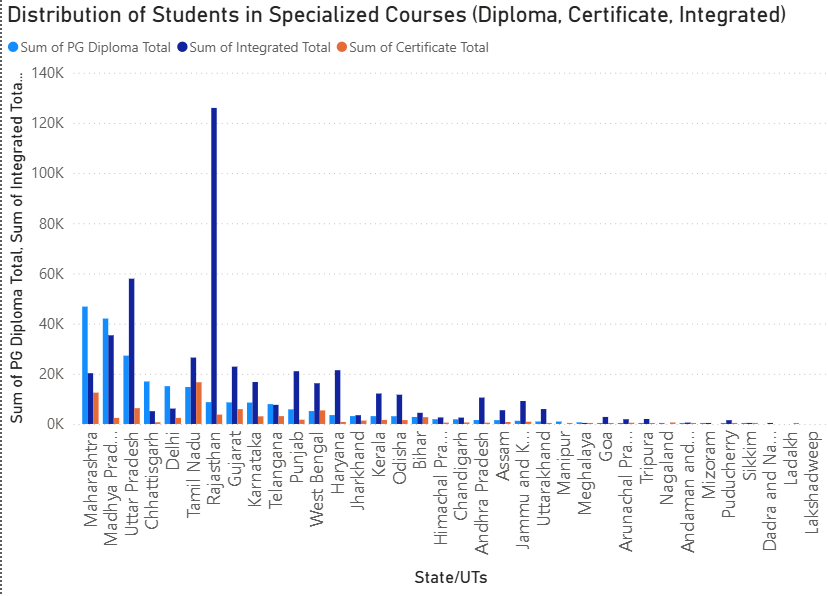 Distribution of Students in Specialized Courses (Diploma, Certificate, Integrated)
Sum of PG Diploma Total Sum of Integrated Total Sum of Certificate Total
Sum of PG Diploma Total, Sum of Integrated Tota...
140K
120K
100K
80K
60K
40K
20K
0K
Maharashtra
Madhya Prad...
Uttar Pradesh
Chhattisgarh
Delhi
Tamil Nadu
Rajasthan
Gujarat
Karnataka
Telangana
Punjab
West Bengal
Haryana
Jharkhand
Kerala
Odisha
Bihar
Himachal Pra...
Chandigarh
Andhra Pradesh
Assam
Jammu and K...
Uttarakhand
Manipur
Meghalaya
Goa
Arunachal Pra...
Tripura
Nagaland
Andaman and...
Mizoram
Puducherry
Sikkim
Dadra and Na...
Ladakh
Lakshadweep
State/UTs